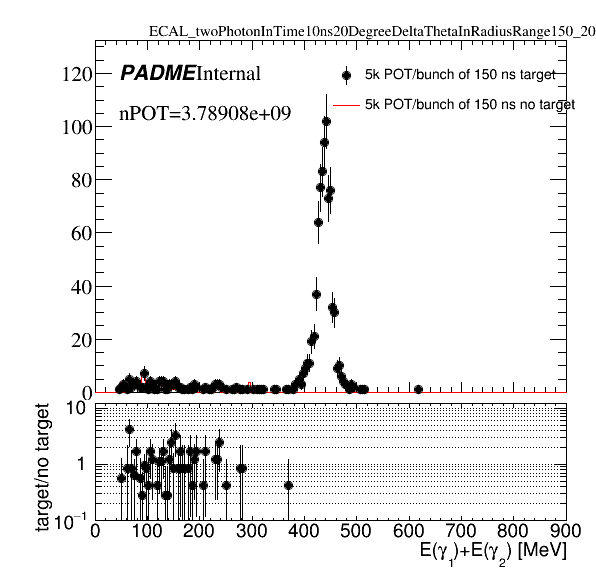 ECAL_twoPhotonInTime10ns20DegreeDeltaThetaInRadiusRange150_20
PADME Internal
nPOT=3.78908e+09
5k POT/bunch of 150 ns target
5k POT/bunch of 150 ns no target
120
100
80
60
40
20
0
target/no target
10
1
10⁻¹
0 100 200 300 400 500 600 700 800 900
E(γ₁)+E(γ₂) [MeV]